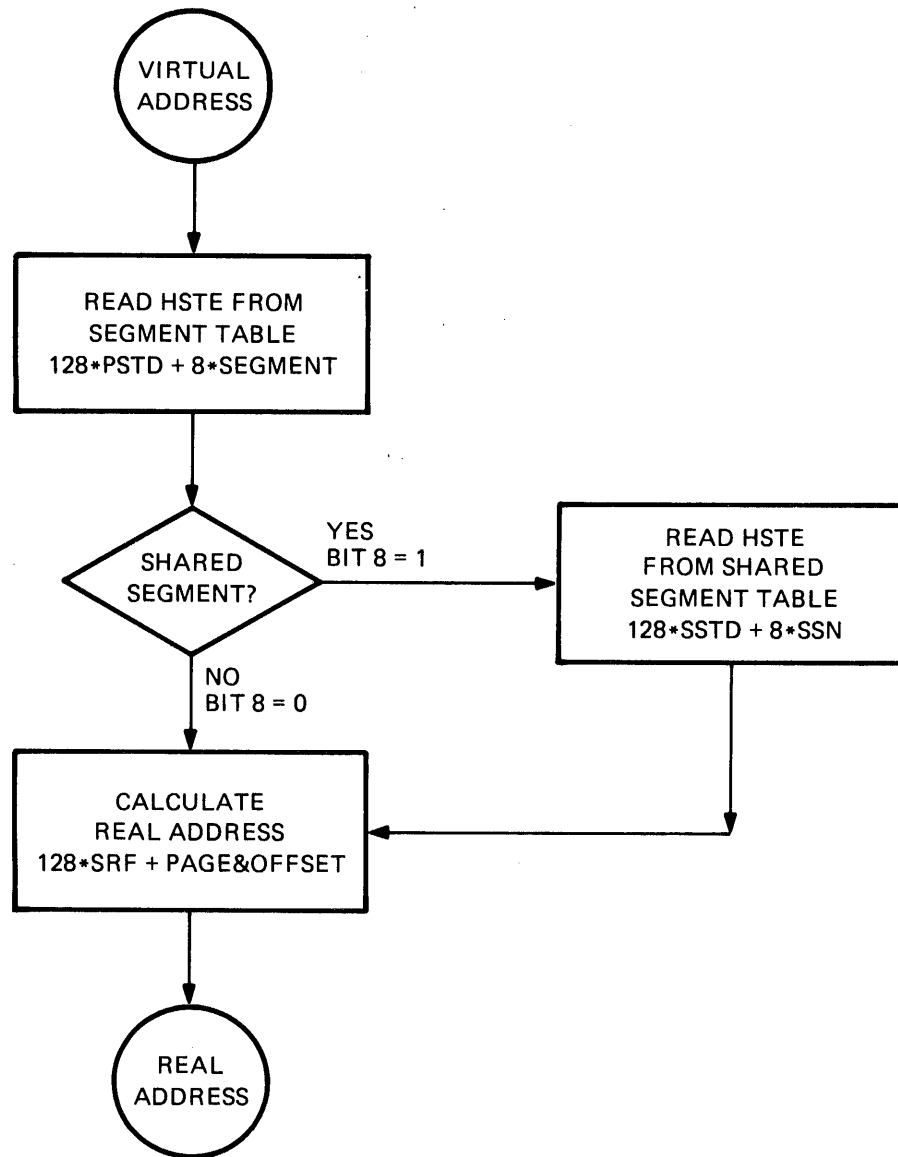 VIRTUAL
ADDRESS
READ HSTE FROM
SEGMENT TABLE
128*PSTD + 8*SEGMENT
SHARED
SEGMENT?
YES
BIT 8 = 1
READ HSTE
FROM SHARED
SEGMENT TABLE
128*SSTD + 8*SSN
NO
BIT 8 = 0
CALCULATE
REAL ADDRESS
128*SRF + PAGE&OFFSET
REAL
ADDRESS